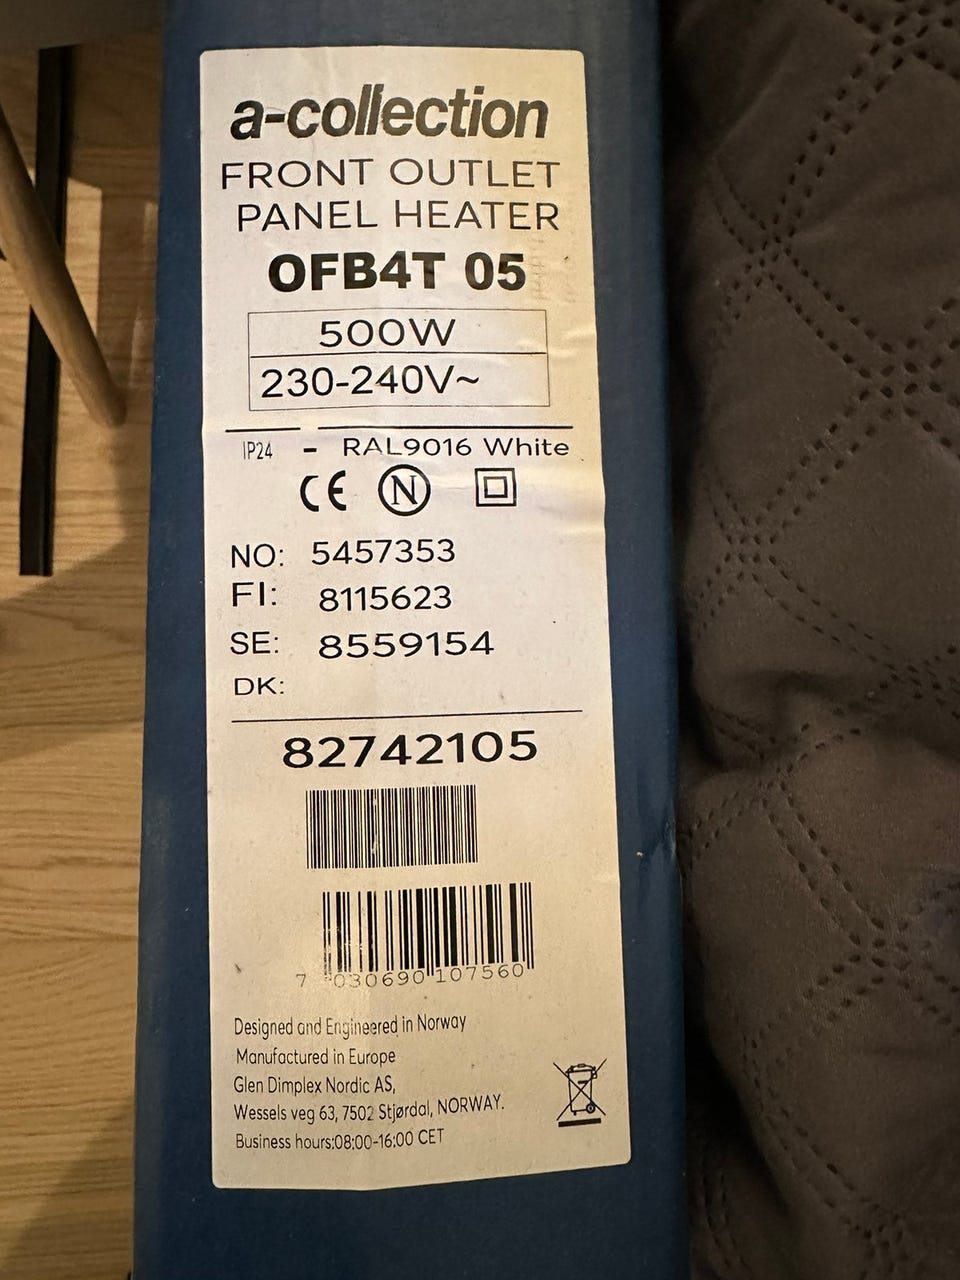 a-collection
FRONT OUTLET
PANEL HEATER
OFB4T 05
500W
230-240V~
IP24 - RAL9016 White
CE N
NO: 5457353
FI: 8115623
SE: 8559154
DK:
82742105
7 030690 107560
Designed and Engineered in Norway
Manufactured in Europe
Glen Dimplex Nordic AS,
Wessels veg 63, 7502 Stjørdal, NORWAY.
Business hours:08:00-16:00 CET